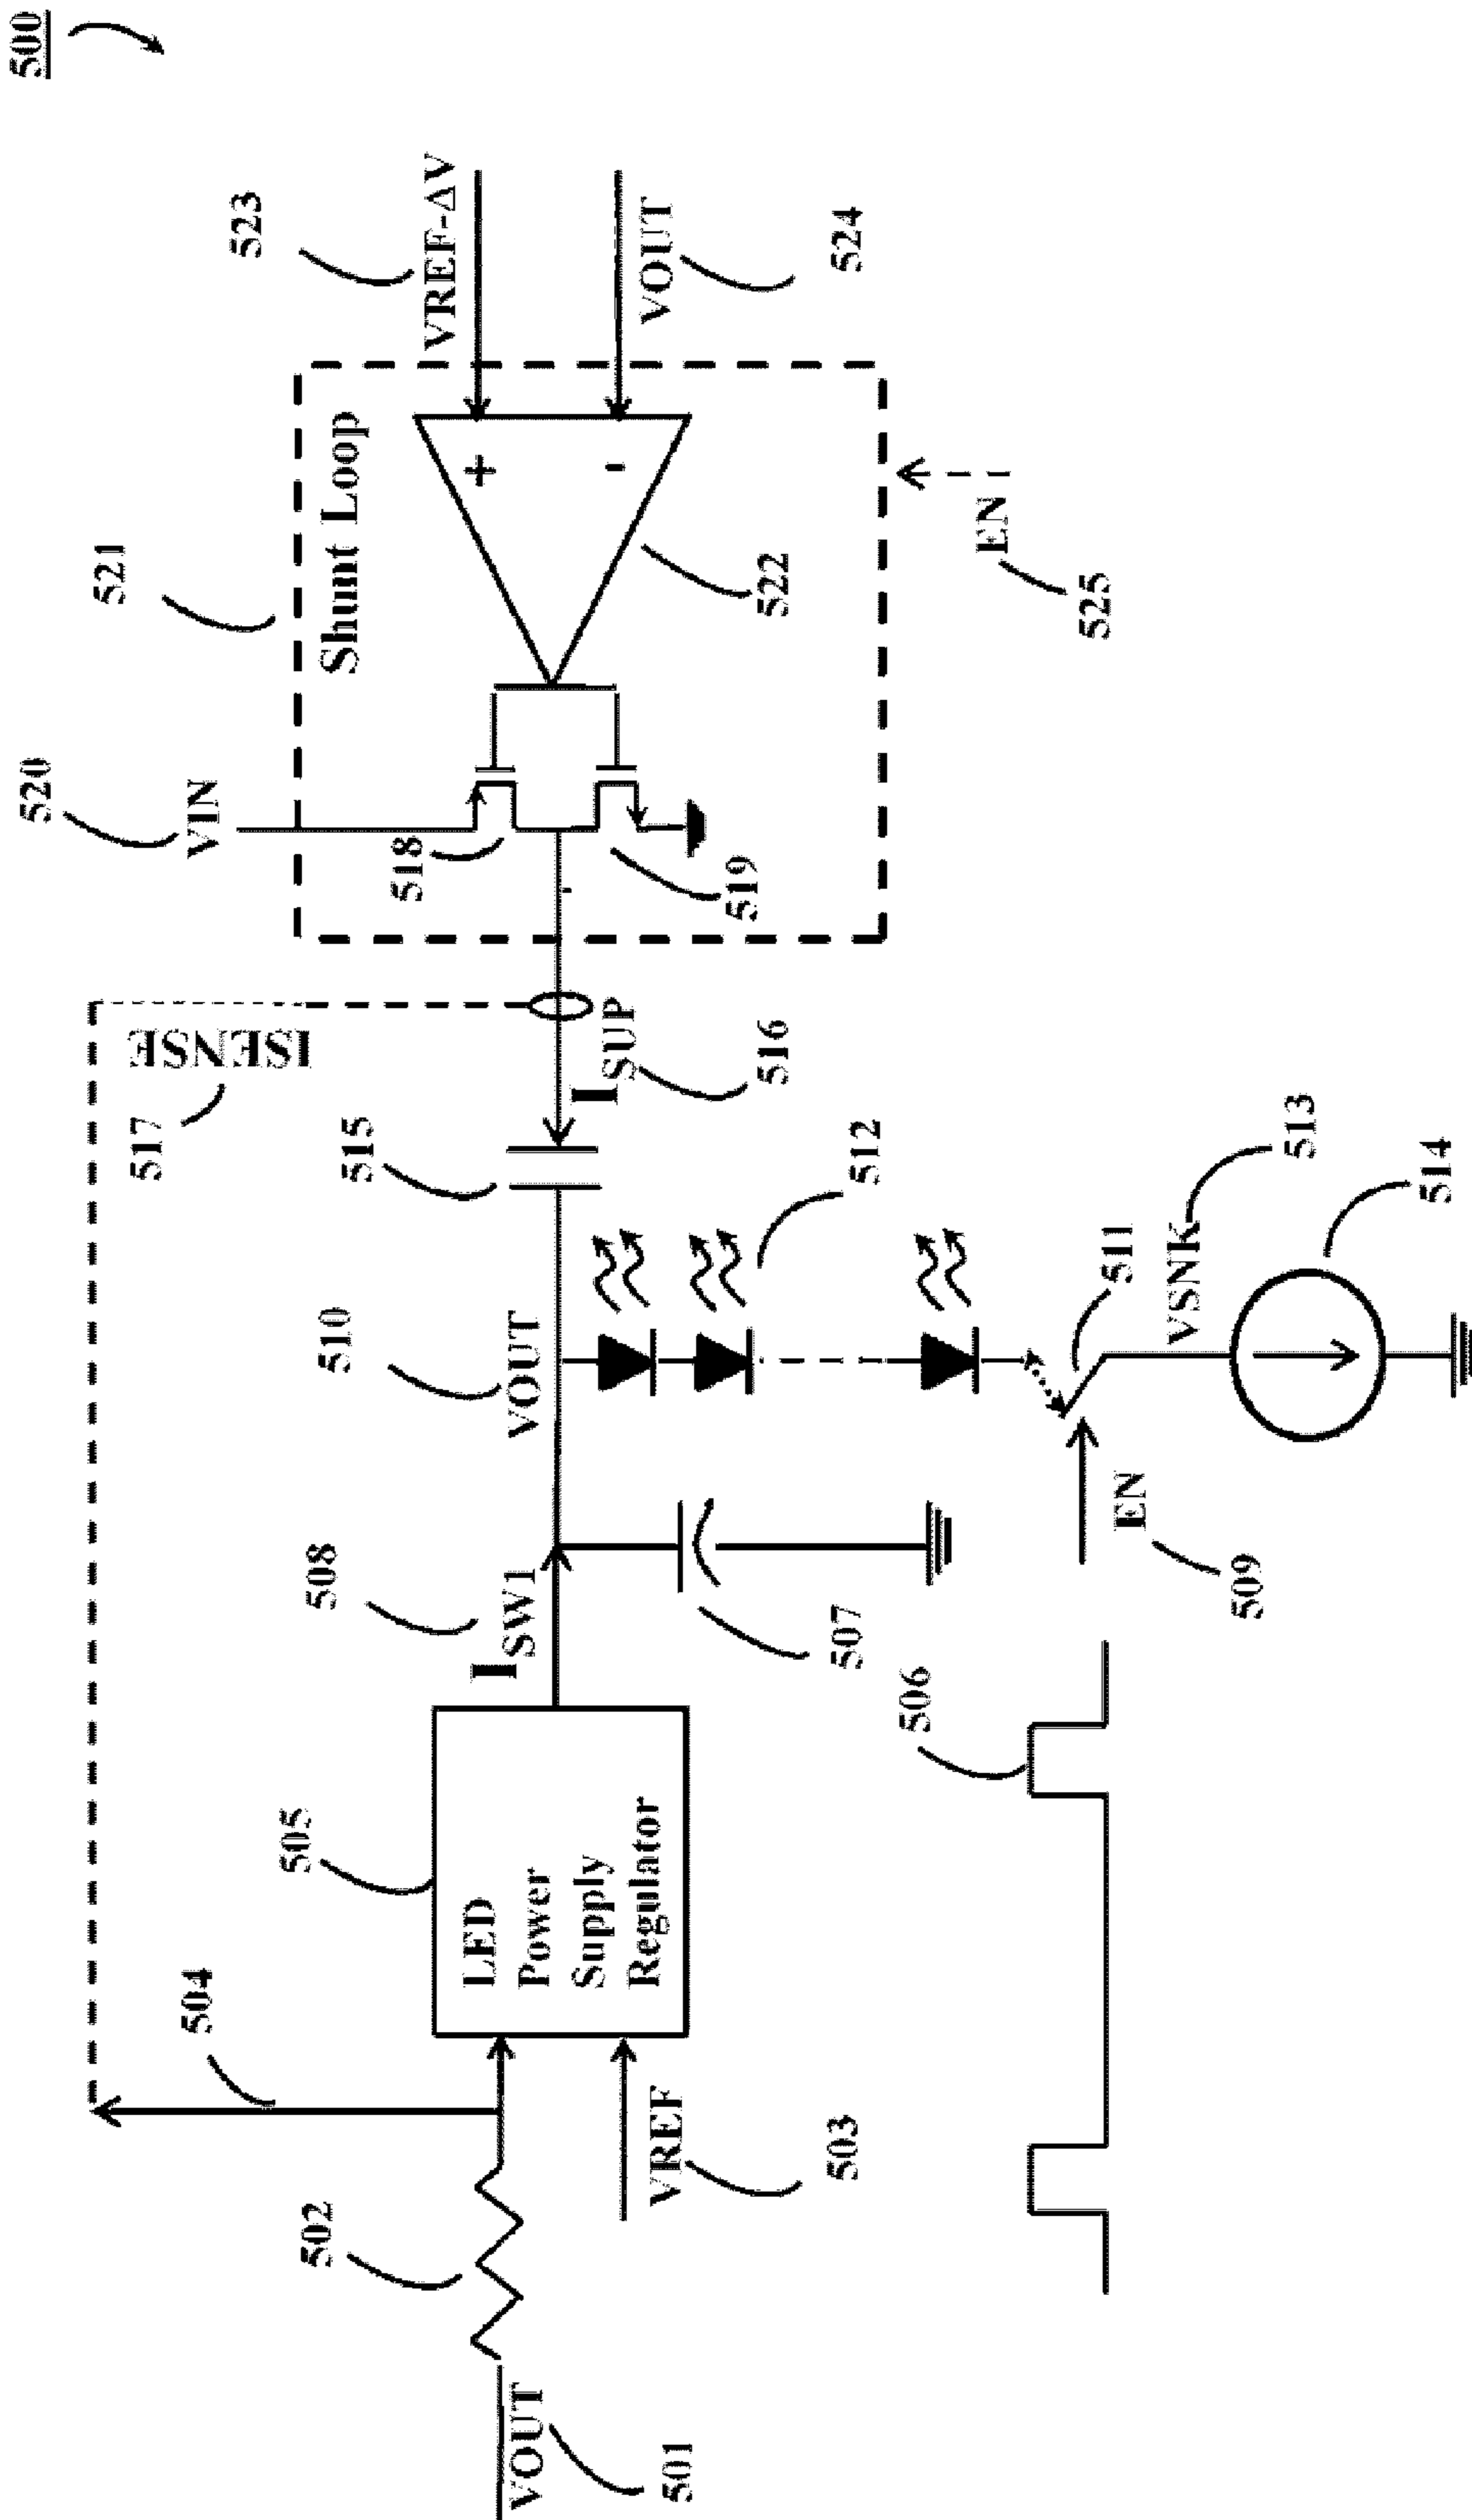 500
520
VIN
521
Shunt Loop
523
VREF-ΔV
VOUT
524
+
-
522
518
519
EN
525
517
ISENSE
515
I SUP
516
510
VOUT
512
508
I SW1
505
LED
Power
Supply
Regulator
504
502
VOUT
501
VREF
503
507
506
EN
509
511
VSNK
513
514